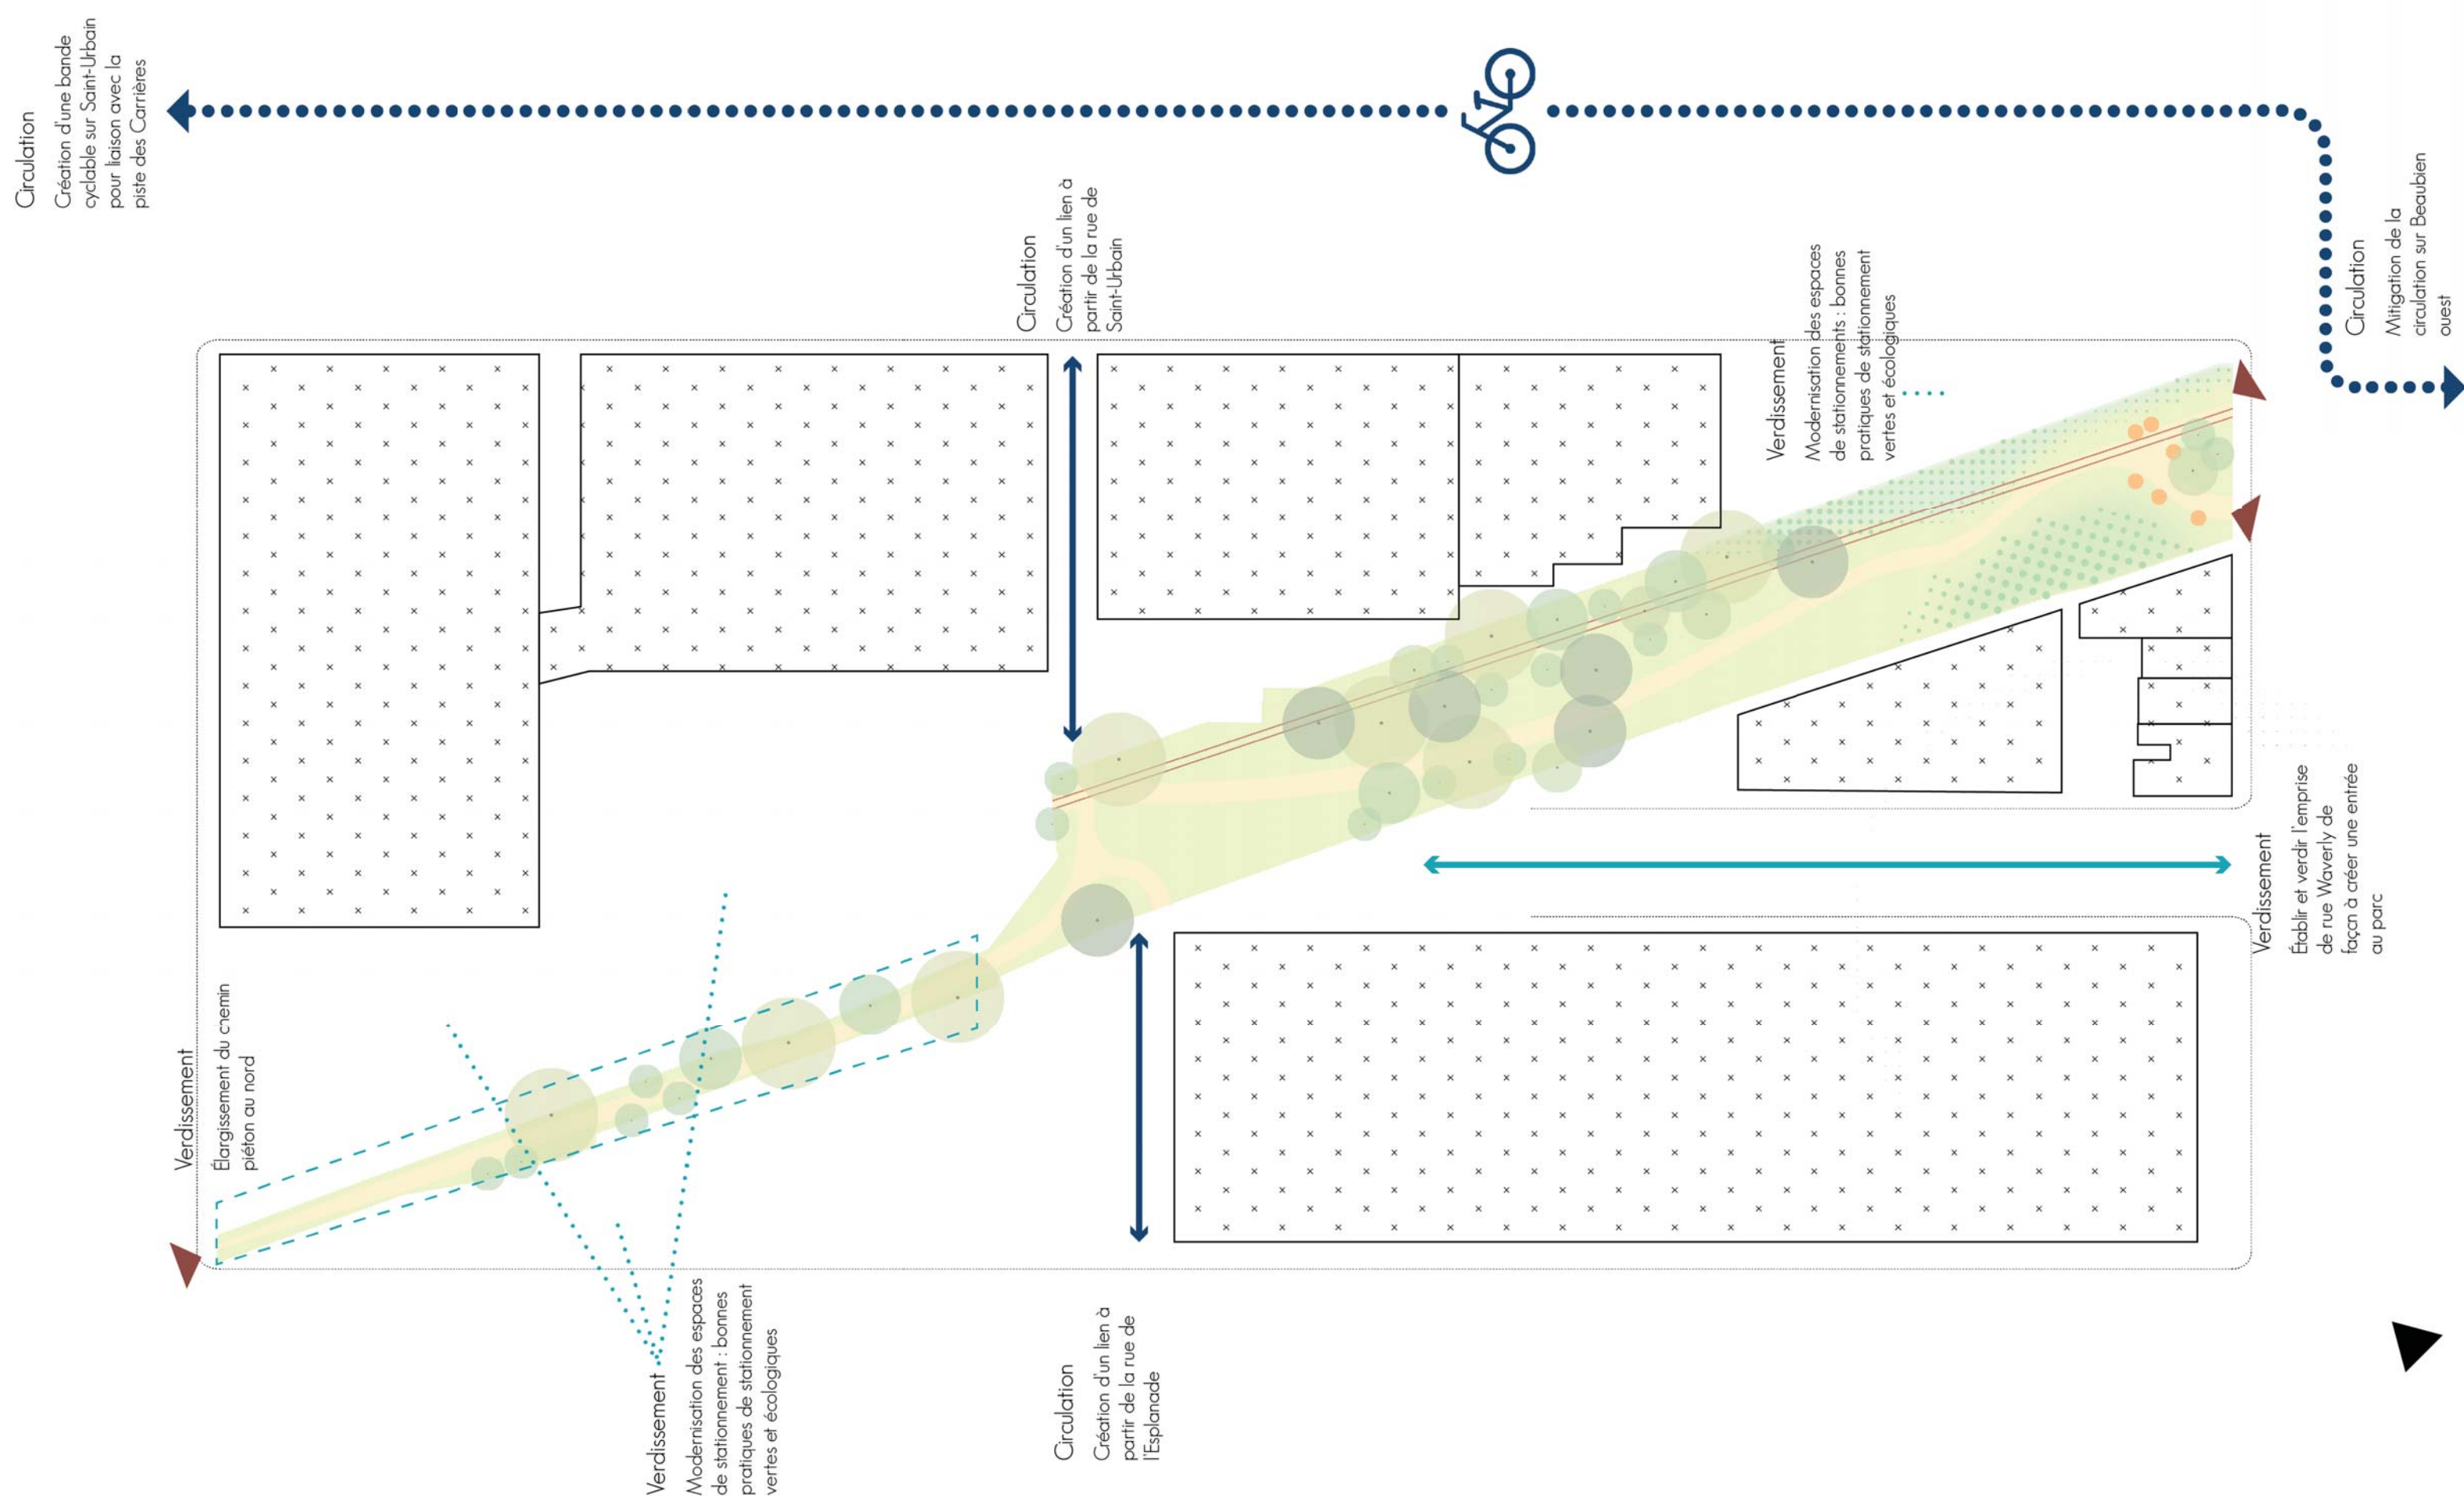 Circulation
Création d'une bande
cyclable sur Saint-Urbain
pour liaison avec la
piste des Carrières
Verdissement
Élargissement du chemin
piéton au nord
Verdissement
Modernisation des espaces
de stationnement : bonnes
pratiques de stationnement
vertes et écologiques
Circulation
Création d'un lien à
partir de la rue de
Saint-Urbain
Circulation
Création d'un lien à
partir de la rue de
l'Esplanade
Verdissement
Modernisation des espaces
de stationnements : bonnes
pratiques de stationnement
vertes et écologiques
Circulation
Mitigation de la
circulation sur Beaubien
ouest
Verdissement
Établir et verdir l'emprise
de rue Waverly de
façon à créer une entrée
au parc